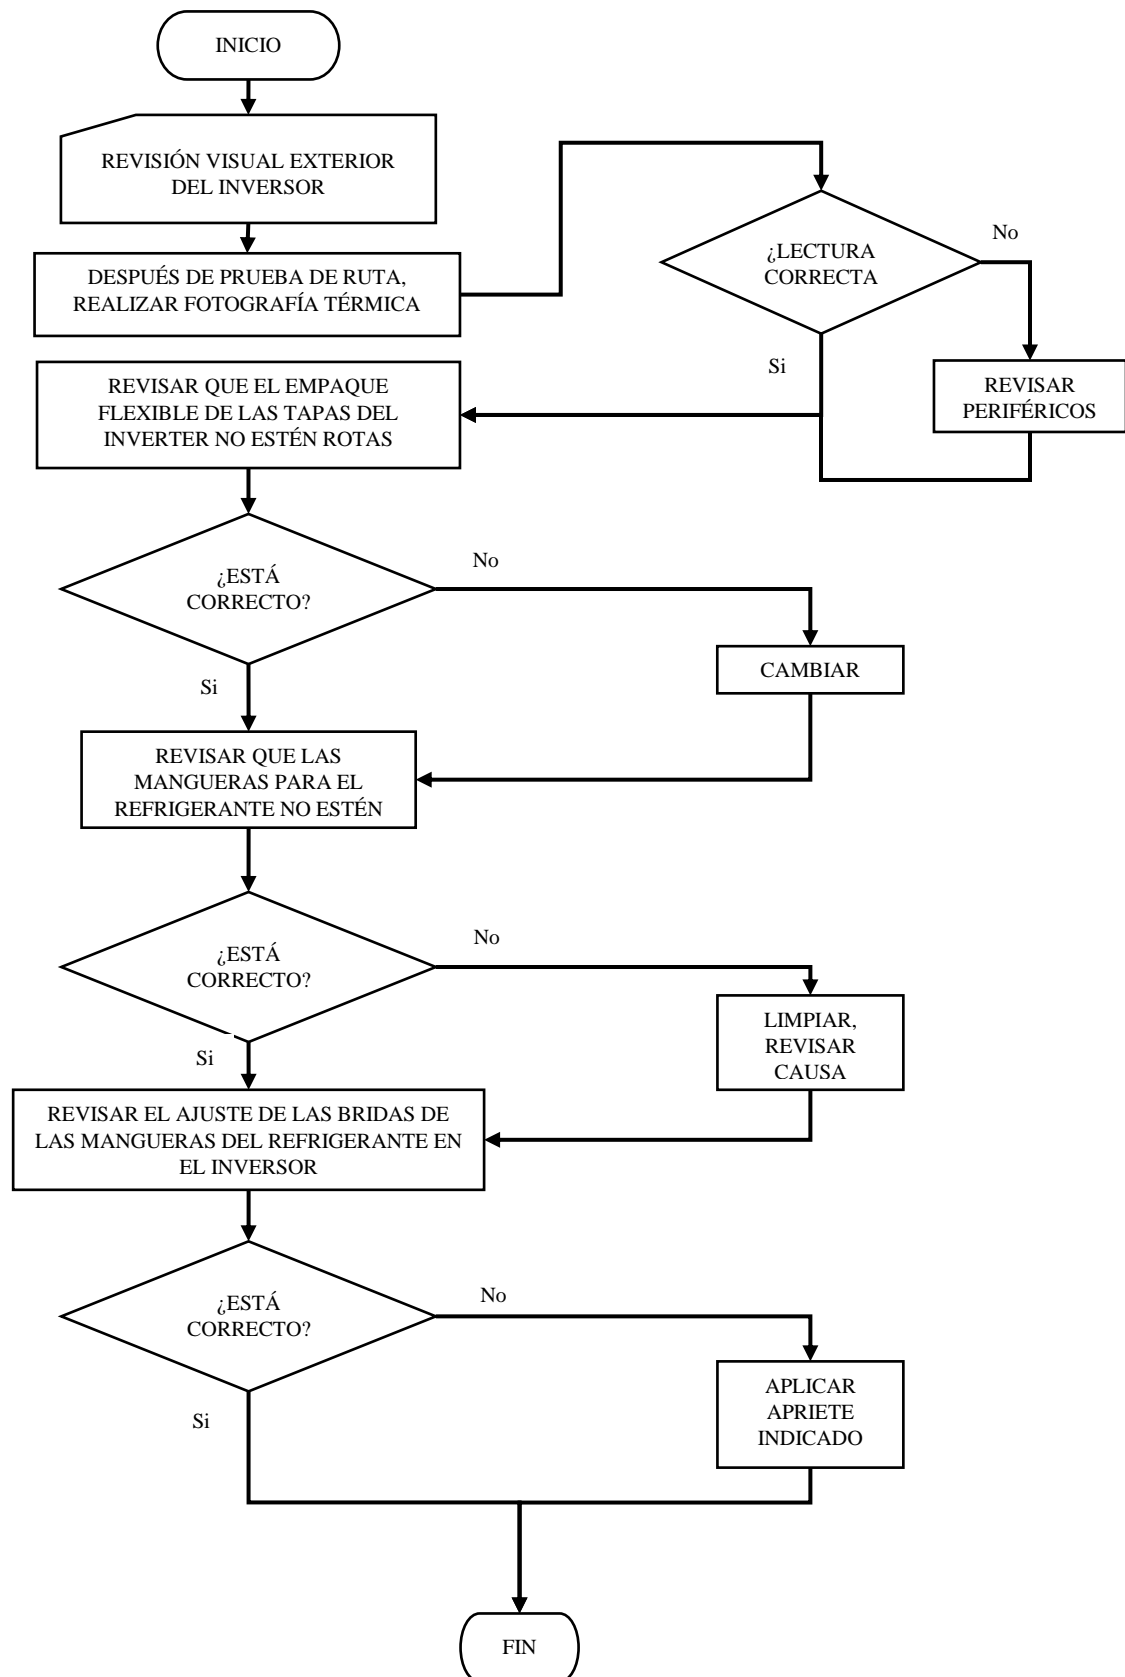 INICIO
REVISIÓN VISUAL EXTERIOR
DEL INVERSOR
DESPUÉS DE PRUEBA DE RUTA,
REALIZAR FOTOGRAFÍA TÉRMICA
¿LECTURA
CORRECTA
No
Si
REVISAR
PERIFÉRICOS
REVISAR QUE EL EMPAQUE
FLEXIBLE DE LAS TAPAS DEL
INVERTER NO ESTÉN ROTAS
¿ESTÁ
CORRECTO?
No
CAMBIAR
Si
REVISAR QUE LAS
MANGUERAS PARA EL
REFRIGERANTE NO ESTÉN
¿ESTÁ
CORRECTO?
No
LIMPIAR,
REVISAR
CAUSA
Si
REVISAR EL AJUSTE DE LAS BRIDAS DE
LAS MANGUERAS DEL REFRIGERANTE EN
EL INVERSOR
¿ESTÁ
CORRECTO?
No
APLICAR
APRIETE
INDICADO
Si
FIN